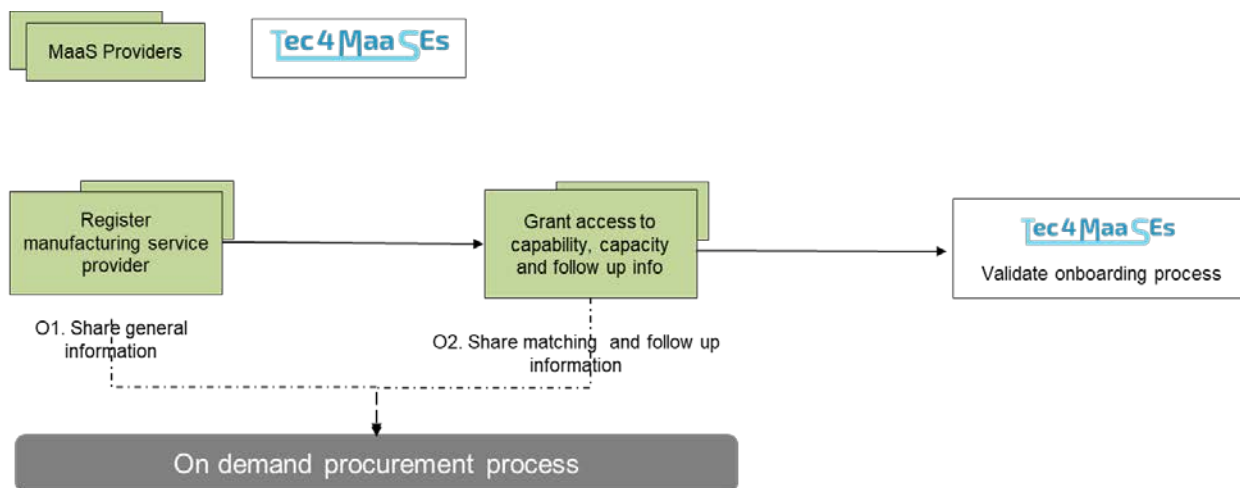 MaaS Providers
Tec4MaaSEs
Register
manufacturing service
provider
Grant access to
capability, capacity
and follow up info
Tec4MaaSEs
Validate onboarding process
O1. Share general
information
O2. Share matching and follow up
information
On demand procurement process